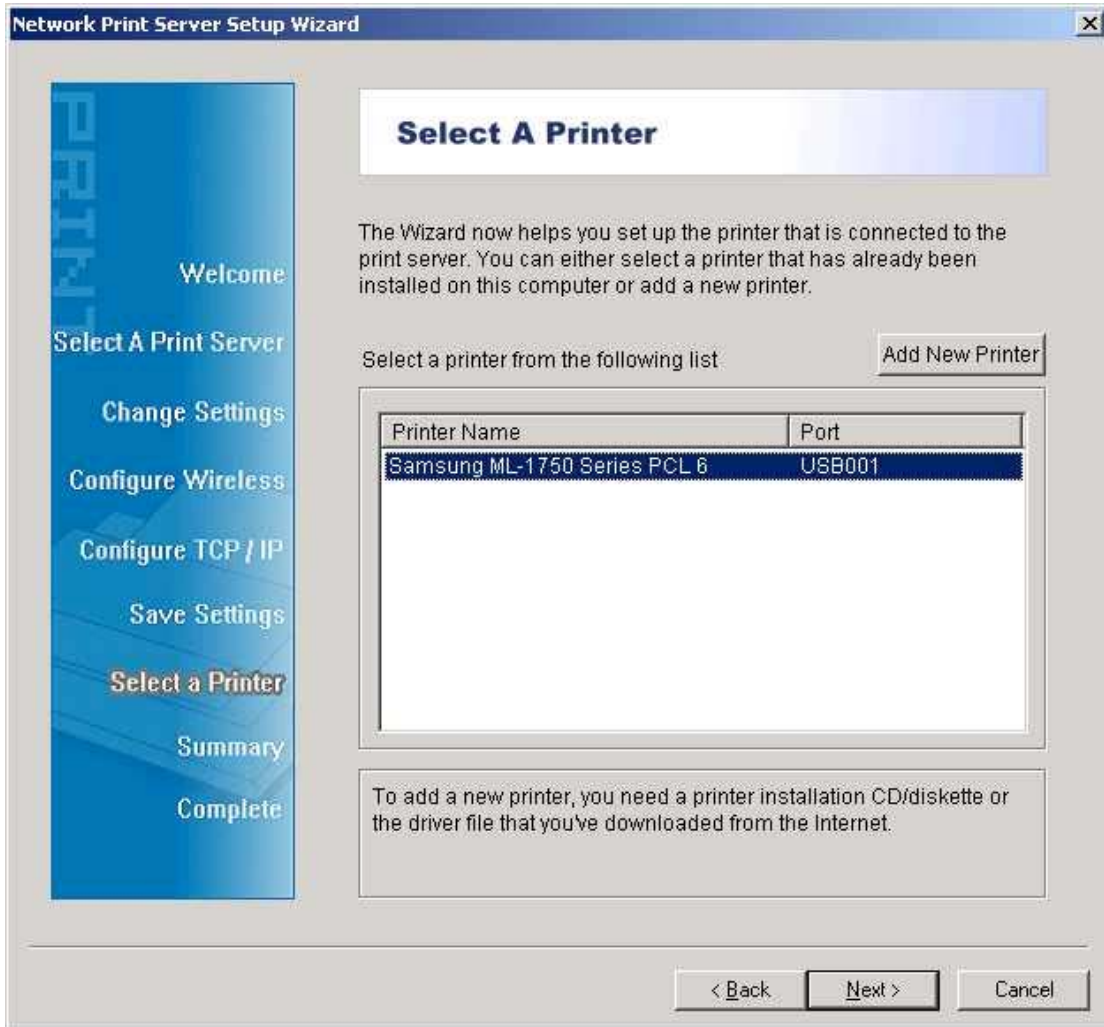 Network Print Server Setup Wizard
PRINT
Welcome
Select A Print Server
Change Settings
Configure Wireless
Configure TCP / IP
Save Settings
Select a Printer
Summary
Complete
Select A Printer
The Wizard now helps you set up the printer that is connected to the
print server. You can either select a printer that has already been
installed on this computer or add a new printer.
Select a printer from the following list
Add New Printer
Printer Name Port
Samsung ML-1750 Series PCL 6 USB001
To add a new printer, you need a printer installation CD/diskette or
the driver file that you've downloaded from the Internet.
< Back Next > Cancel